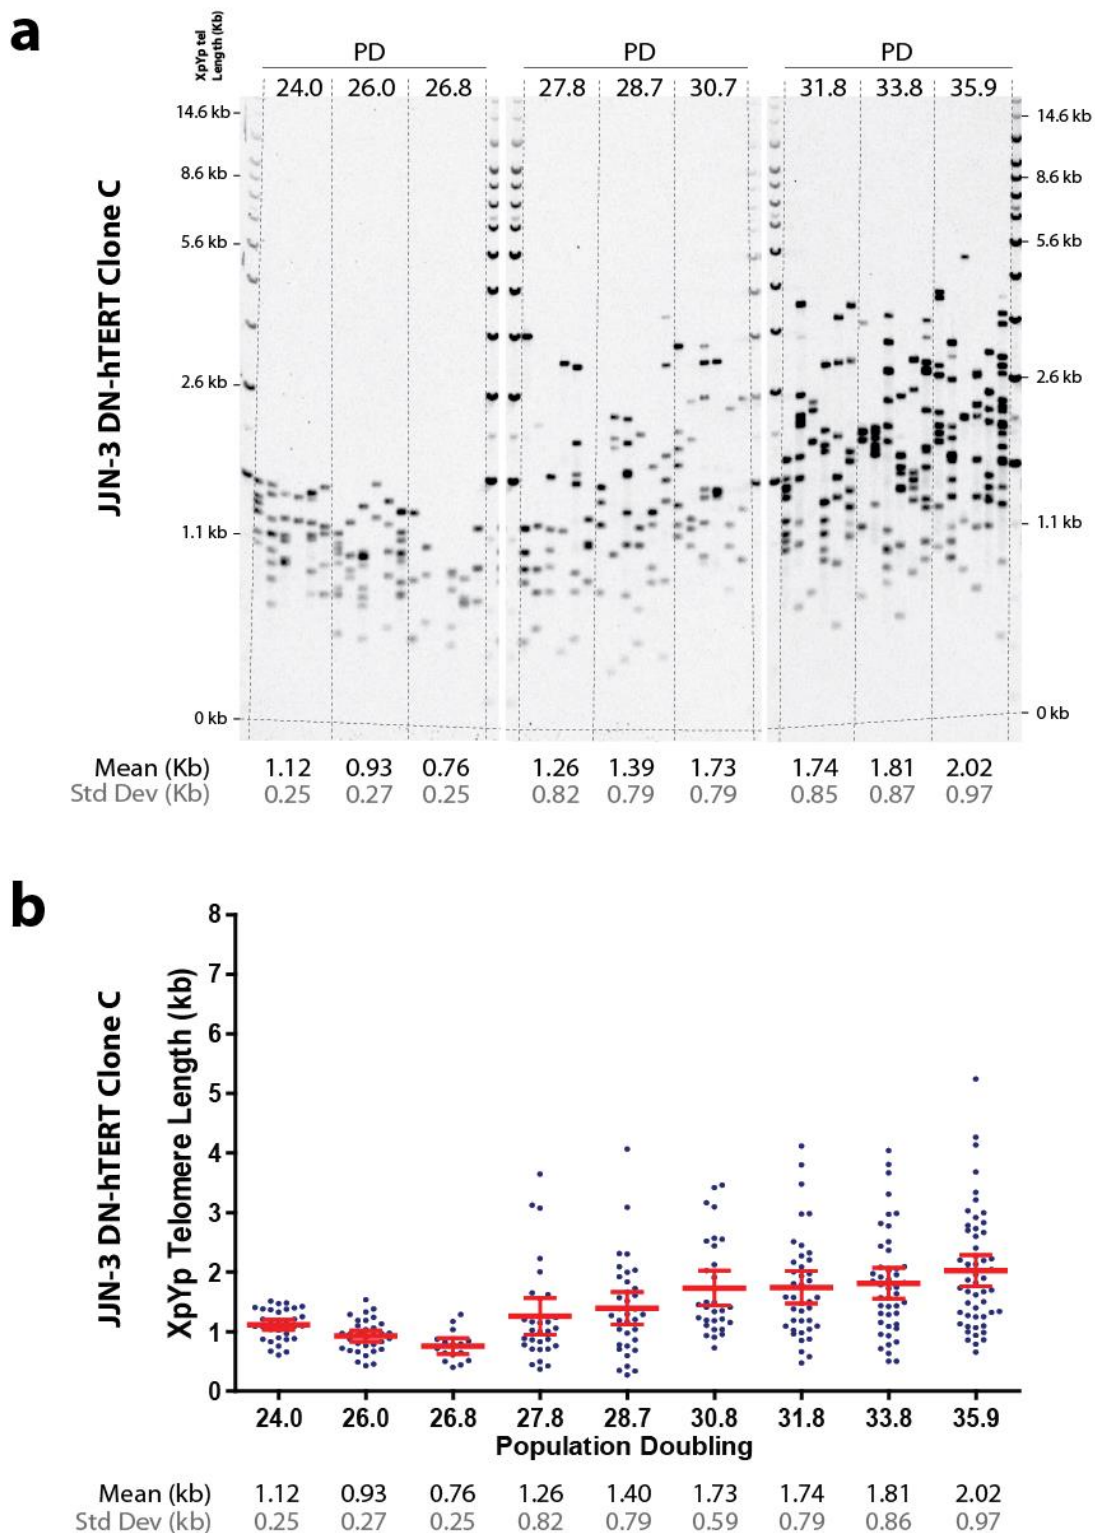 a
XpYp tel
Length (Kb)
PD PD PD
24.0 26.0 26.8 27.8 28.7 30.7 31.8 33.8 35.9
14.6 kb 14.6 kb
8.6 kb 8.6 kb
5.6 kb 5.6 kb
2.6 kb 2.6 kb
1.1 kb 1.1 kb
0 kb 0 kb
JJN-3 DN-hTERT Clone C
Mean (Kb) 1.12 0.93 0.76 1.26 1.39 1.73 1.74 1.81 2.02
Std Dev (Kb) 0.25 0.27 0.25 0.82 0.79 0.79 0.85 0.87 0.97
b
JJN-3 DN-hTERT Clone C
XpYp Telomere Length (kb)
8
7
6
5
4
3
2
1
0
24.0 26.0 26.8 27.8 28.7 30.8 31.8 33.8 35.9
Population Doubling
Mean (kb) 1.12 0.93 0.76 1.26 1.40 1.73 1.74 1.81 2.02
Std Dev (kb) 0.25 0.27 0.25 0.82 0.79 0.59 0.79 0.86 0.97